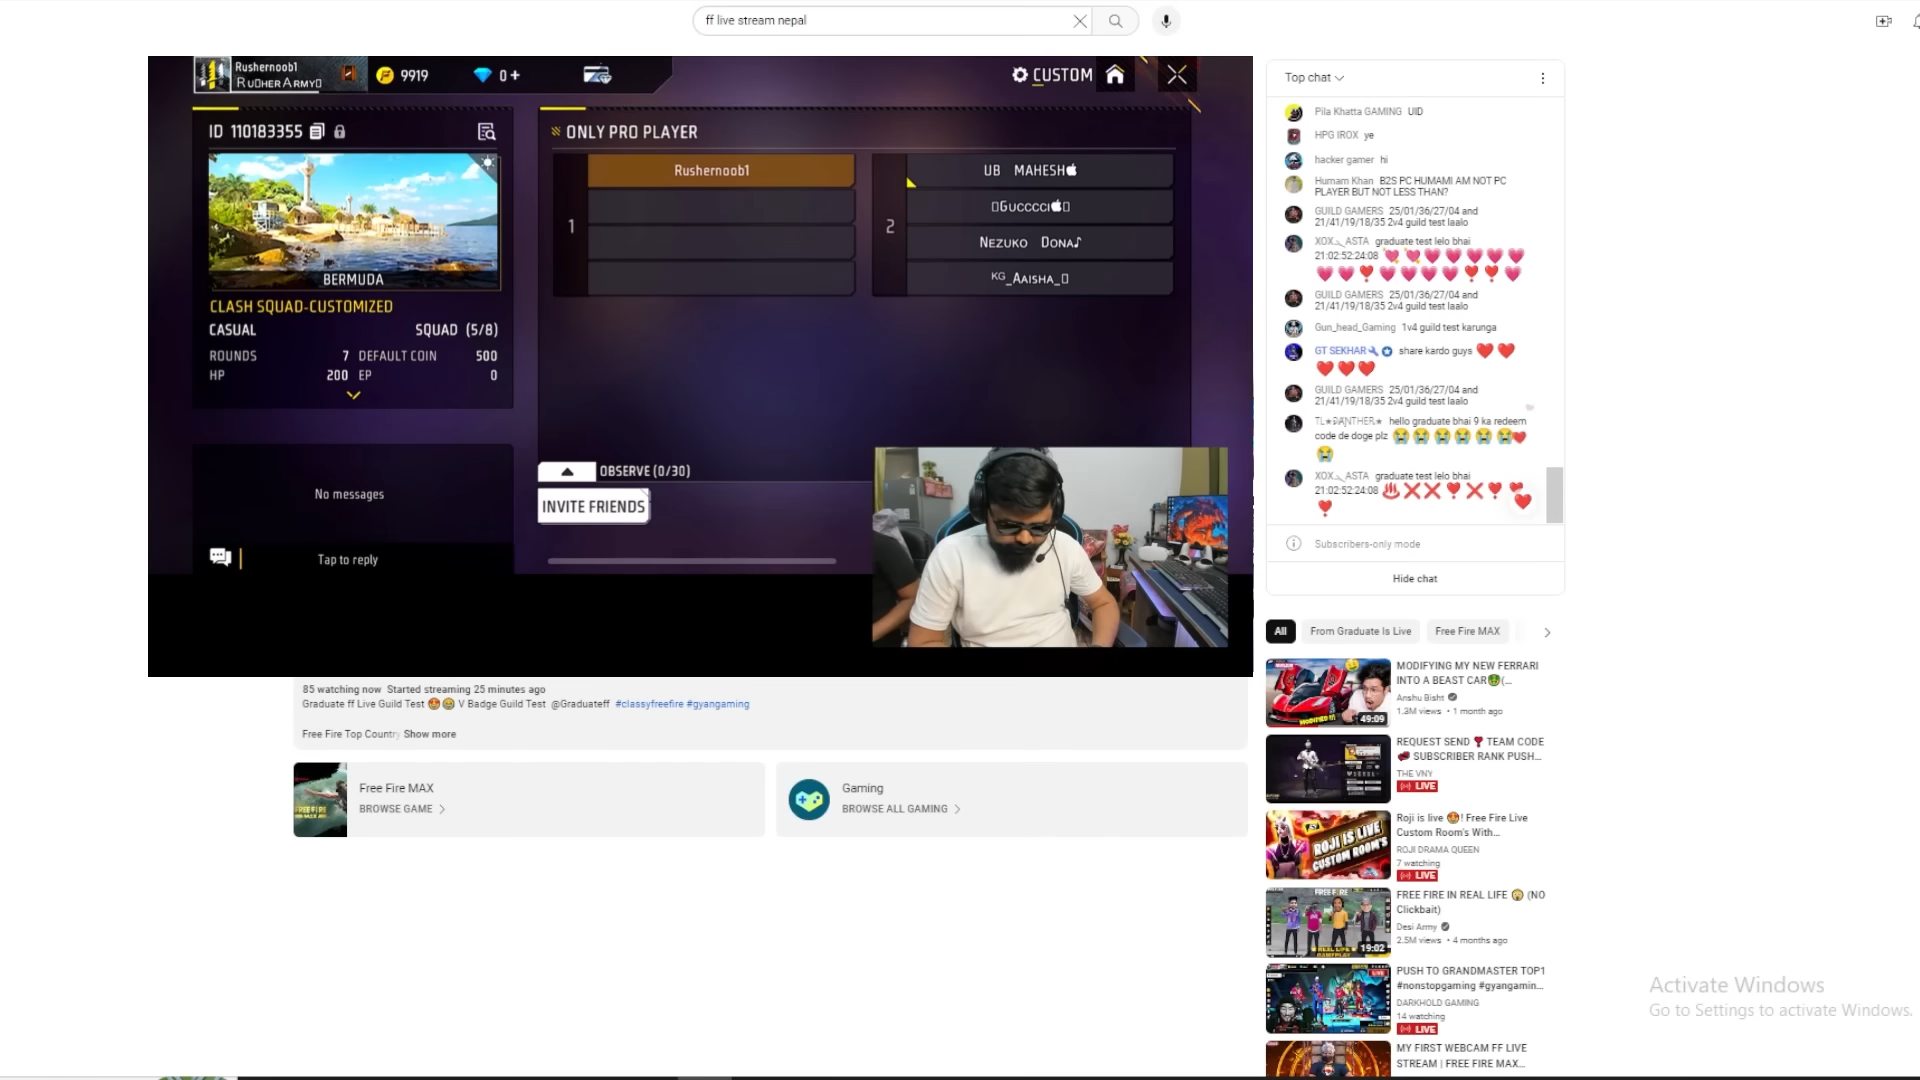 ff live stream nepal
Rushernoob1
9919
0 +
CUSTOM
ID 110183355
BERMUDA
CLASH SQUAD-CUSTOMIZED
CASUAL SQUAD (5/8)
ROUNDS 7 DEFAULT COIN 500
HP 200 EP 0
No messages
Tap to reply
ONLY PRO PLAYER
1
Rushernoob1
2
UB MAHESH
Gucccci
Nezuko Dona♪
KG_Aaisha_
OBSERVE (0/30)
INVITE FRIENDS
85 watching now Started streaming 25 minutes ago
Graduate ff Live Guild Test 😍😂 V Badge Guild Test @Graduateff #classyfreefire #gyangaming
Free Fire Top Country Show more
Free Fire MAX
BROWSE GAME
Gaming
BROWSE ALL GAMING
Top chat
Pila Khatta GAMING UID
HPG IROX ye
hacker gamer hi
Humam Khan B2S PC HUMAMI AM NOT PC
PLAYER BUT NOT LESS THAN?
GUILD GAMERS 25/01/36/27/04 and
21/41/19/18/35 2v4 guild test laalo
ASTA graduate test lelo bhai
21:02:52:24:08 💘💘💗💗💗💗💗
💗💗❣️💗💗💗💗❣️❣️💗
GUILD GAMERS 25/01/36/27/04 and
21/41/19/18/35 2v4 guild test laalo
Gun_head_Gaming 1v4 guild test karunga
GT SEKHAR share kardo guys ❤️❤️
❤️❤️❤️
GUILD GAMERS 25/01/36/27/04 and
21/41/19/18/35 2v4 guild test laalo
hello graduate bhai 9 ka redeem
code de doge plz 😭😭😭😭😭😭
😭
ASTA graduate test lelo bhai
21:02:52:24:08 ♨️❌❌❣️❌❣️
❣️
Subscribers-only mode
Hide chat
All From Graduate Is Live Free Fire MAX
49:09
MODIFYING MY NEW FERRARI
INTO A BEAST CAR🤑(...
Anshu Bisht
1.3M views • 1 month ago
REQUEST SEND ❣️ TEAM CODE
SUBSCRIBER RANK PUSH...
THE VNY
LIVE
ROJI IS LIVE
CUSTOM ROOM'S
Roji is live 😍! Free Fire Live
Custom Room's With...
ROJI DRAMA QUEEN
7 watching
LIVE
FREE FIRE
REAL LIFE
19:02
FREE FIRE IN REAL LIFE 😱 (NO
Clickbait)
Desi Army
2.5M views • 4 months ago
LIVE
PUSH TO GRANDMASTER TOP1
#nonstopgaming #gyangamin...
DARKHOLD GAMING
14 watching
LIVE
MY FIRST WEBCAM FF LIVE
STREAM | FREE FIRE MAX...
Activate Windows
Go to Settings to activate Windows.